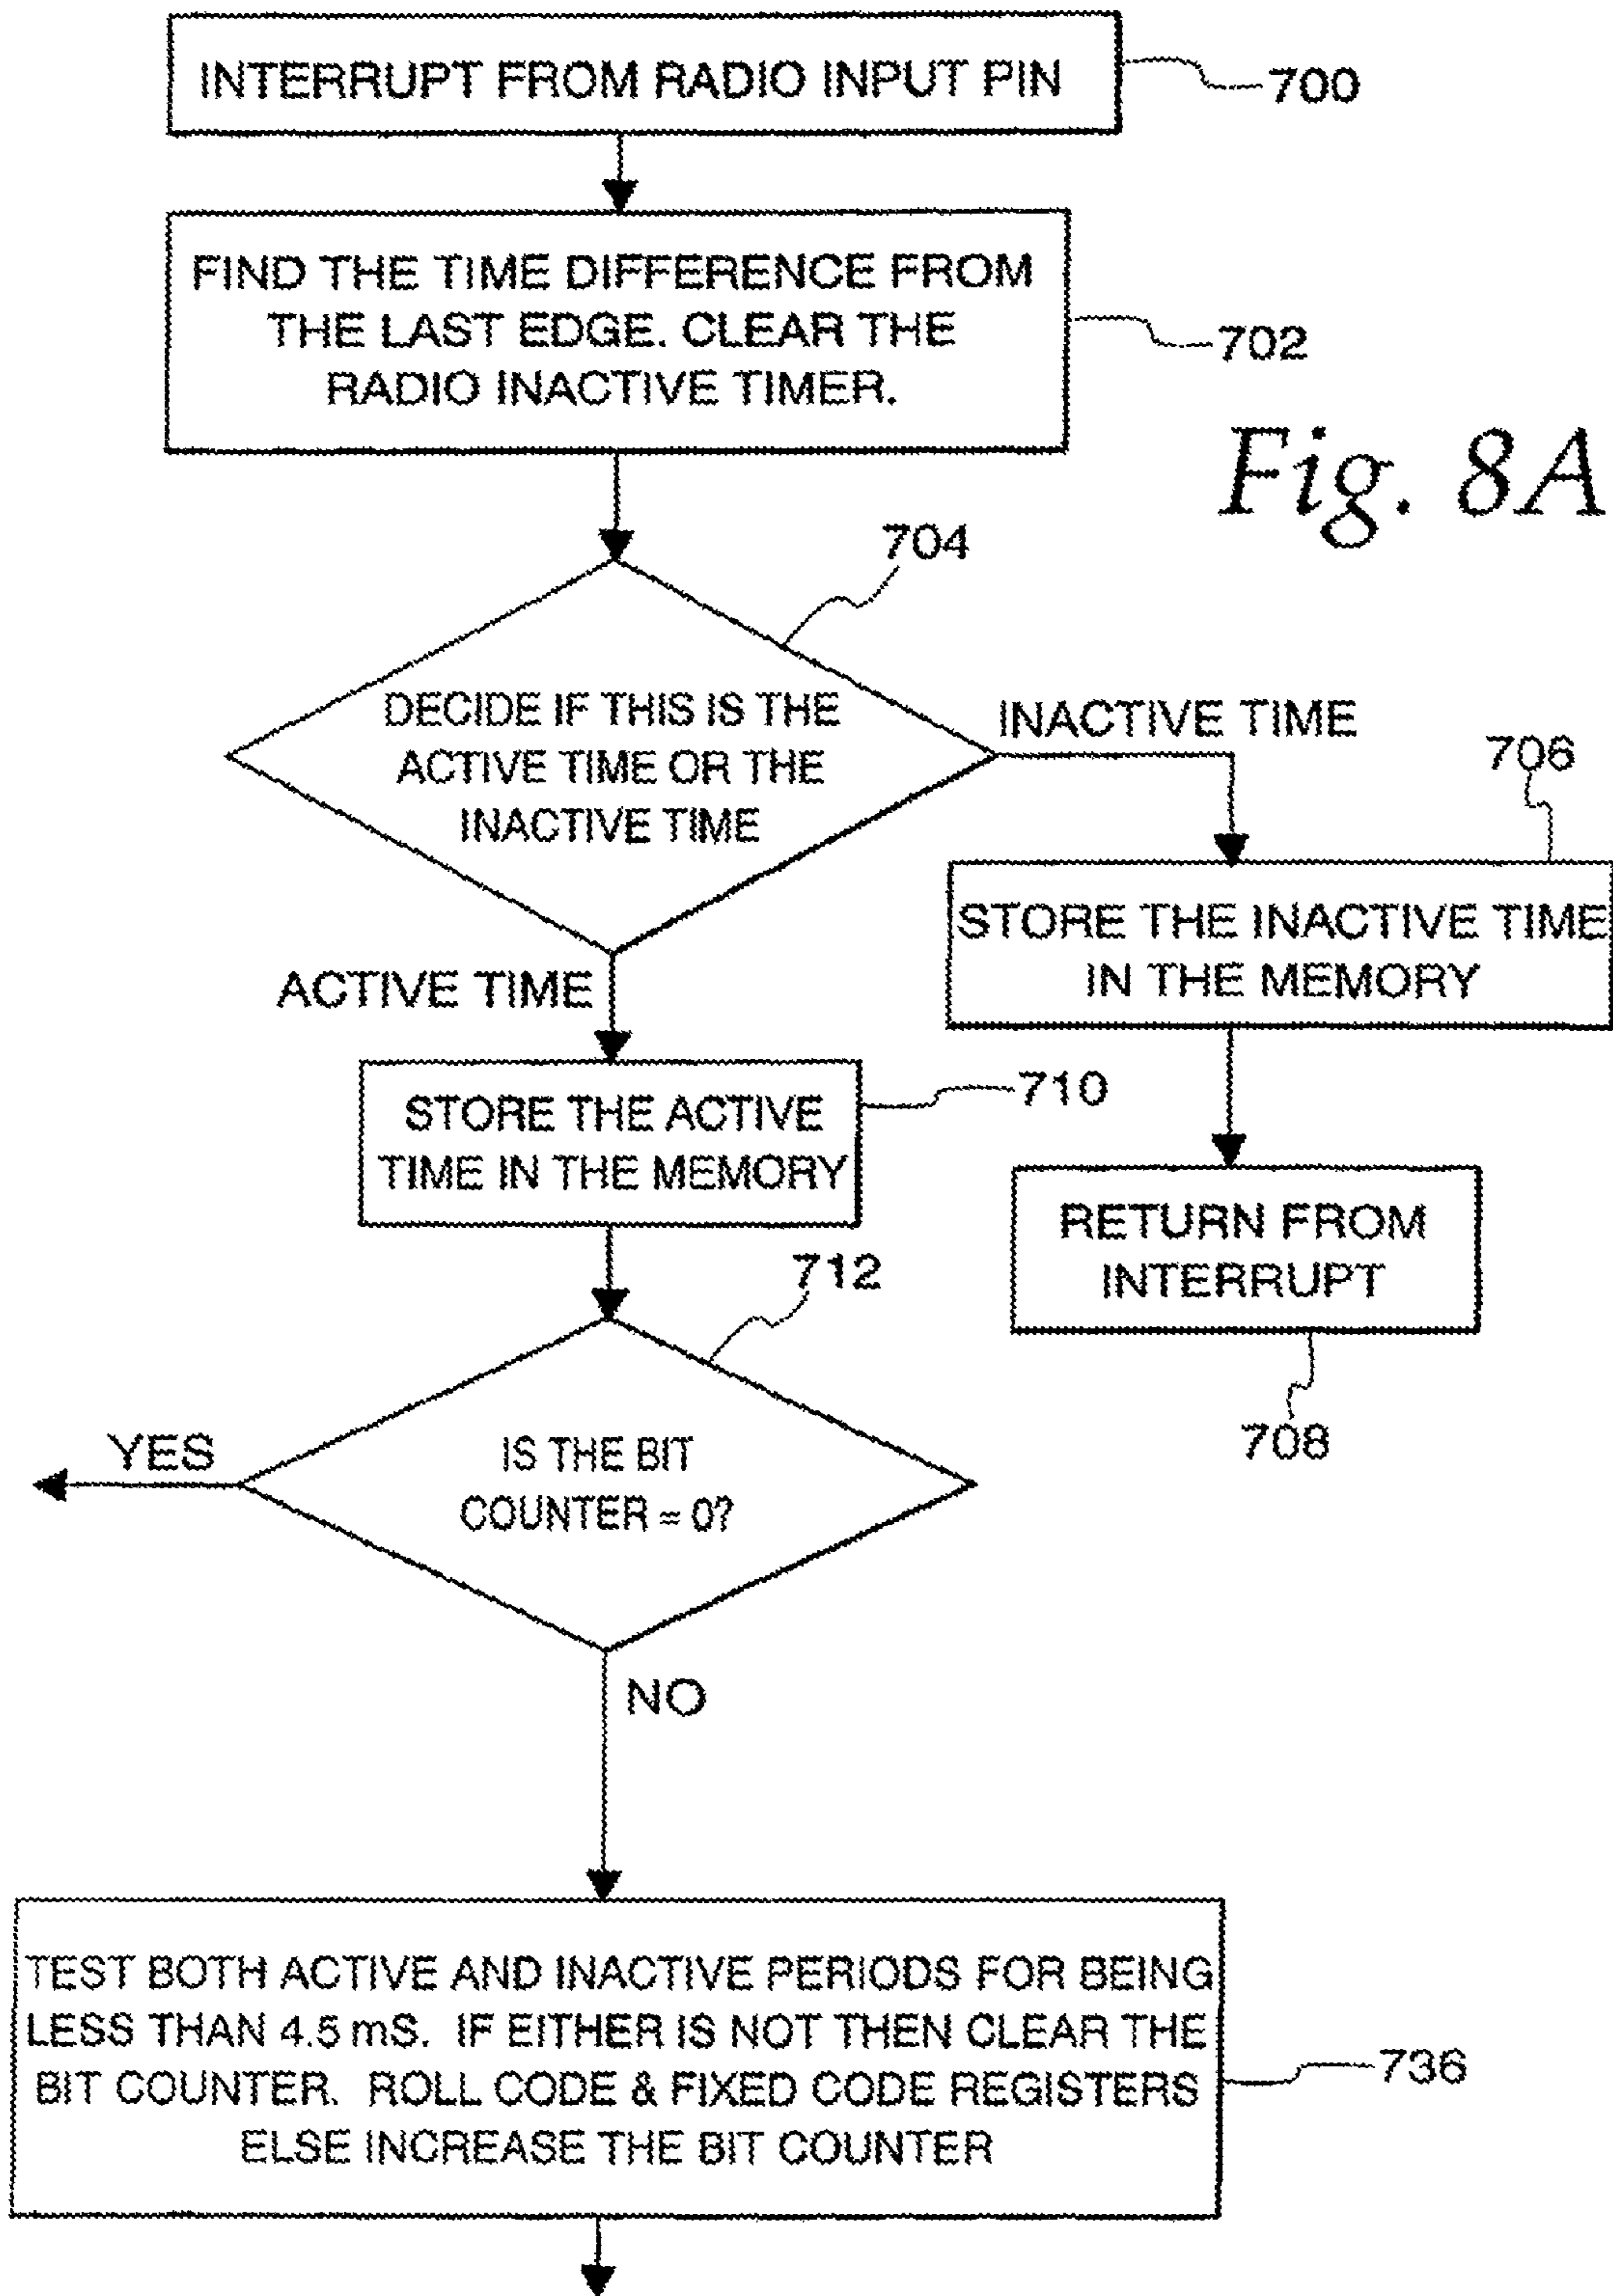 INTERRUPT FROM RADIO INPUT PIN
700
FIND THE TIME DIFFERENCE FROM
THE LAST EDGE. CLEAR THE
RADIO INACTIVE TIMER.
702
Fig. 8A
704
DECIDE IF THIS IS THE
ACTIVE TIME OR THE
INACTIVE TIME
INACTIVE TIME
706
STORE THE INACTIVE TIME
IN THE MEMORY
ACTIVE TIME
STORE THE ACTIVE
TIME IN THE MEMORY
710
RETURN FROM
INTERRUPT
708
712
IS THE BIT
COUNTER = 0?
YES
NO
TEST BOTH ACTIVE AND INACTIVE PERIODS FOR BEING
LESS THAN 4.5 mS. IF EITHER IS NOT THEN CLEAR THE
BIT COUNTER. ROLL CODE & FIXED CODE REGISTERS
ELSE INCREASE THE BIT COUNTER
736